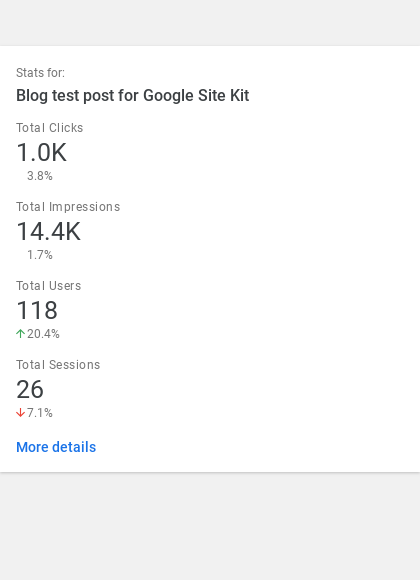 Stats for:
Blog test post for Google Site Kit
Total Clicks
1.0K
3.8%
Total Impressions
14.4K
1.7%
Total Users
118
20.4%
Total Sessions
26
7.1%
More details